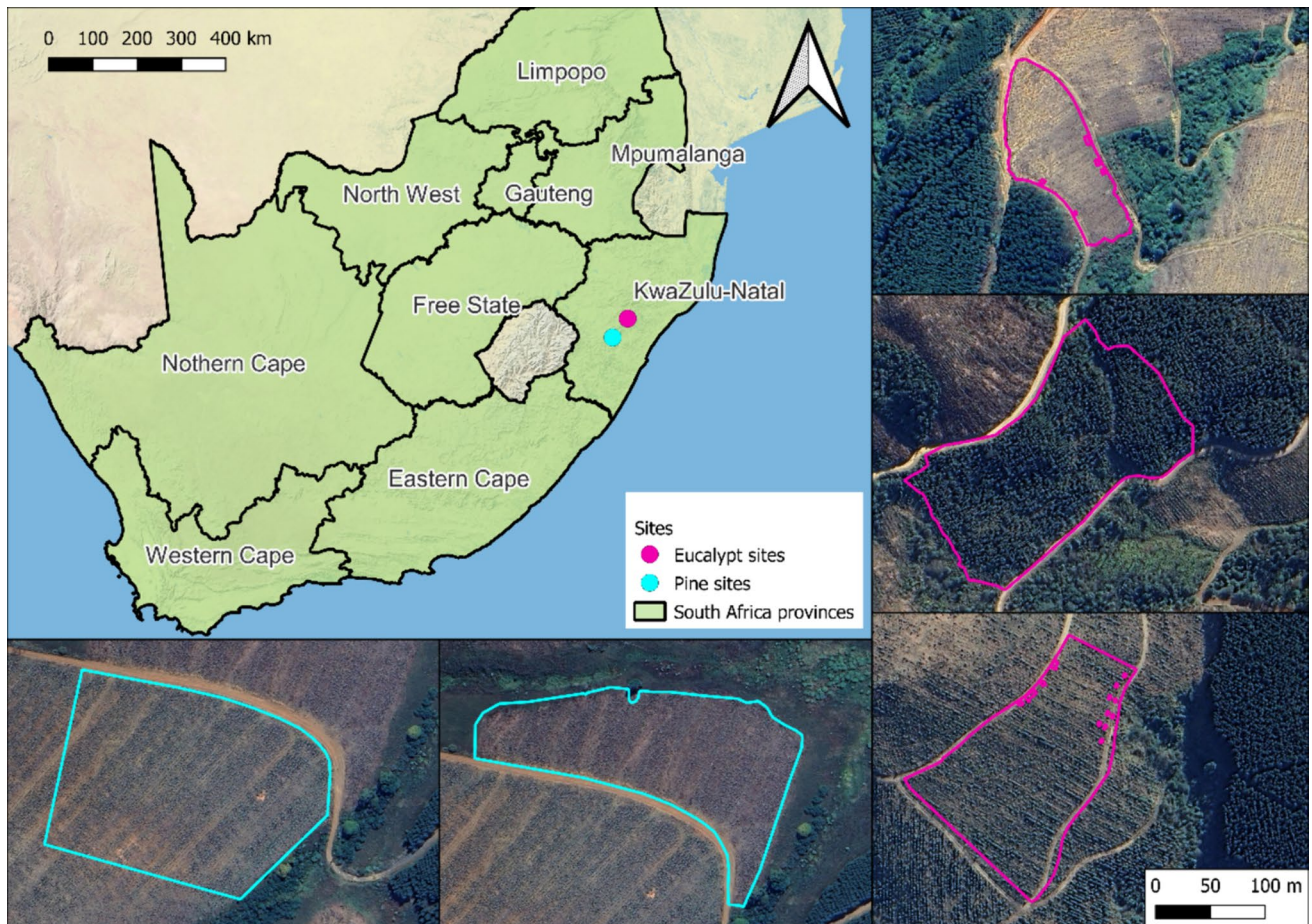 0 100 200 300 400 km
Limpopo
Mpumalanga
North West
Gauteng
KwaZulu-Natal
Free State
Nothern Cape
Eastern Cape
Western Cape
Sites
Eucalypt sites
Pine sites
South Africa provinces
0 50 100 m